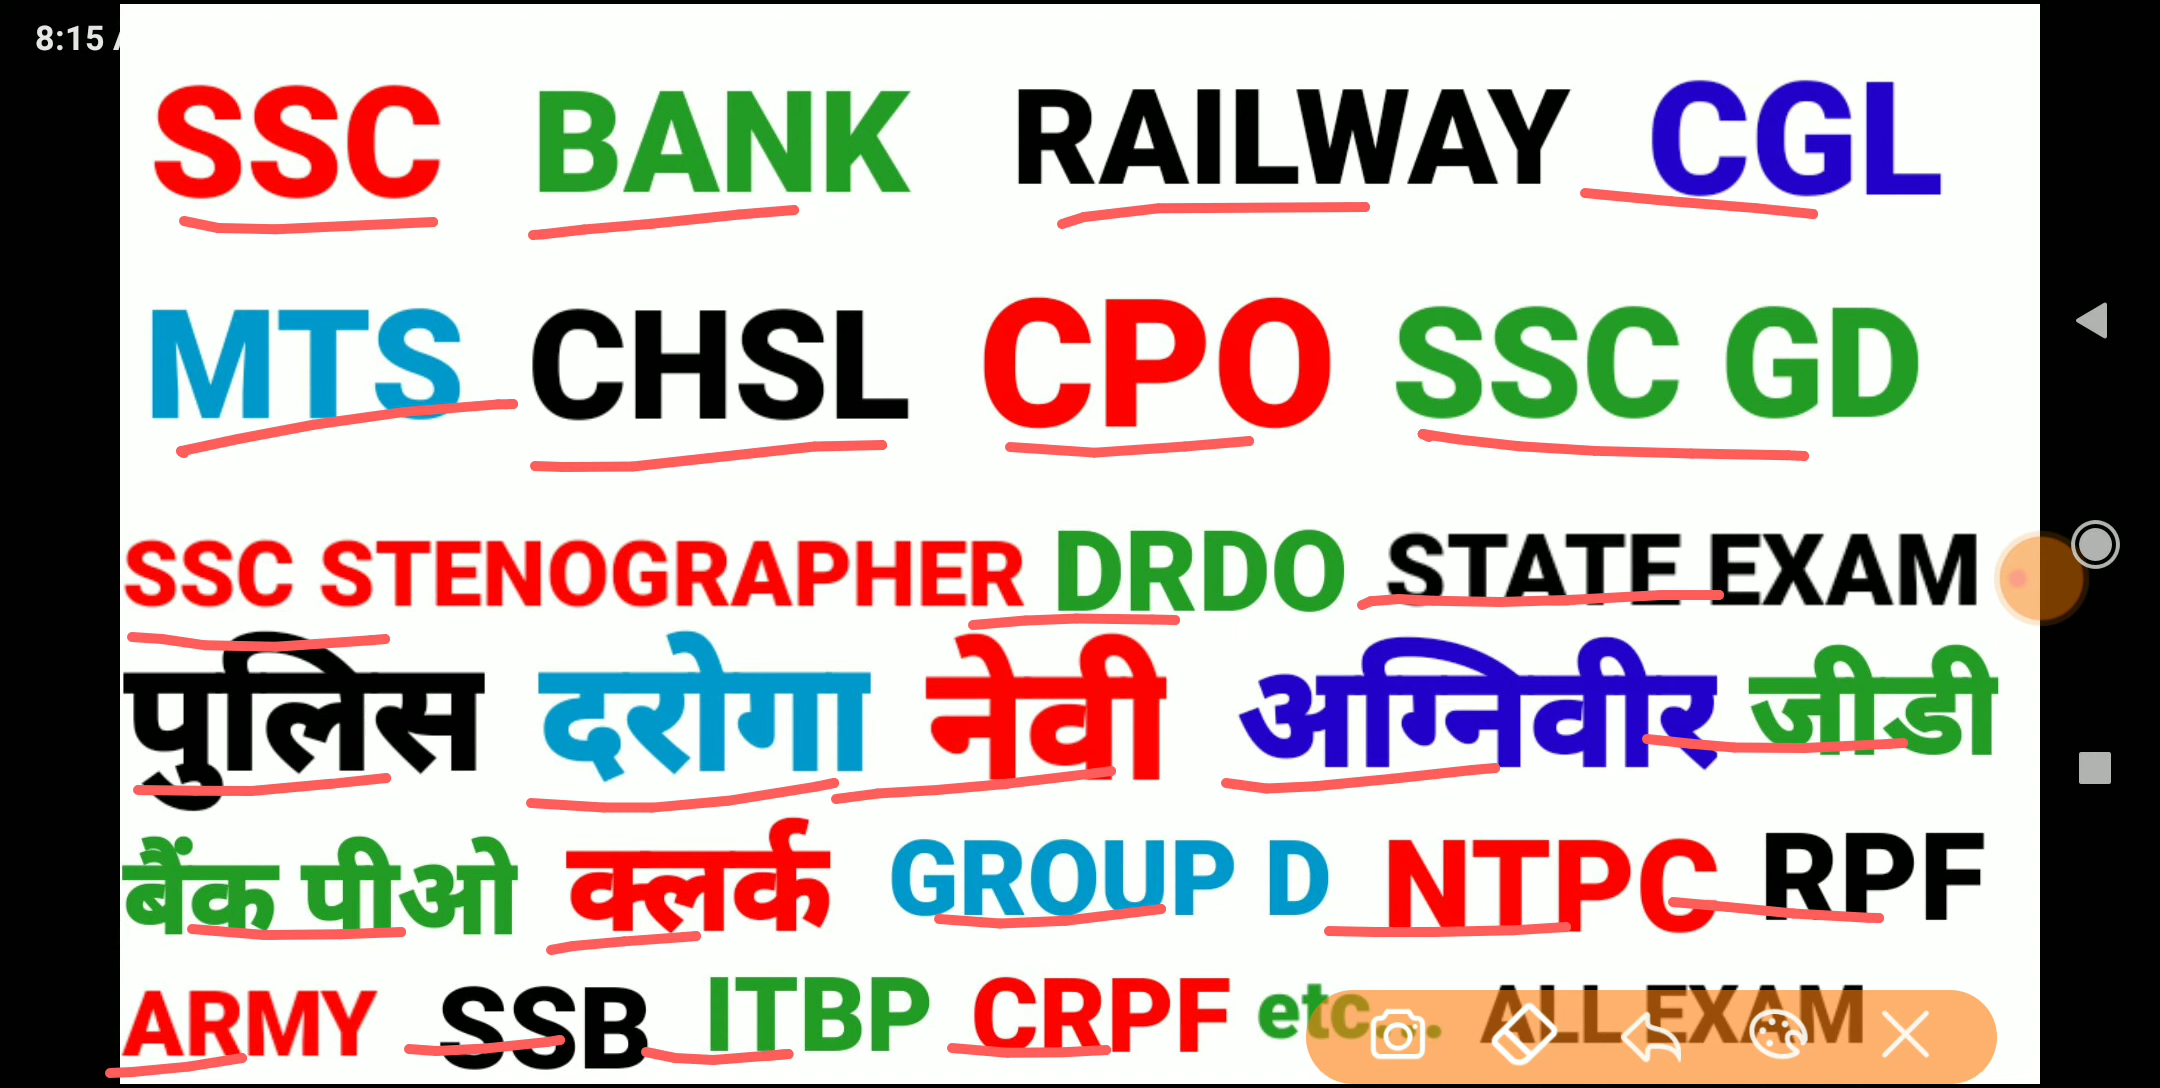 8:15
SSC BANK RAILWAY CGL
MTS CHSL CPO SSC GD
SSC STENOGRAPHER DRDO STATE EXAM
पुलिस दरोगा नेवी अग्निवीर जीडी
बैंक पीओ क्लर्क GROUP D NTPC RPF
ARMY SSB ITBP CRPF etc... ALL EXAM